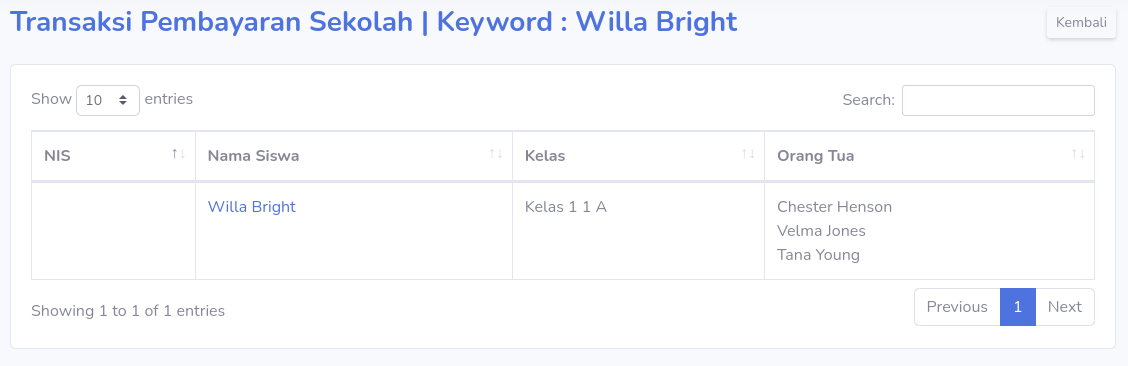 Transaksi Pembayaran Sekolah | Keyword : Willa Bright
Kembali
Show 10 entries
Search:
NIS Nama Siswa Kelas Orang Tua
Willa Bright Kelas 1 1 A Chester Henson
Velma Jones
Tana Young
Showing 1 to 1 of 1 entries
Previous 1 Next